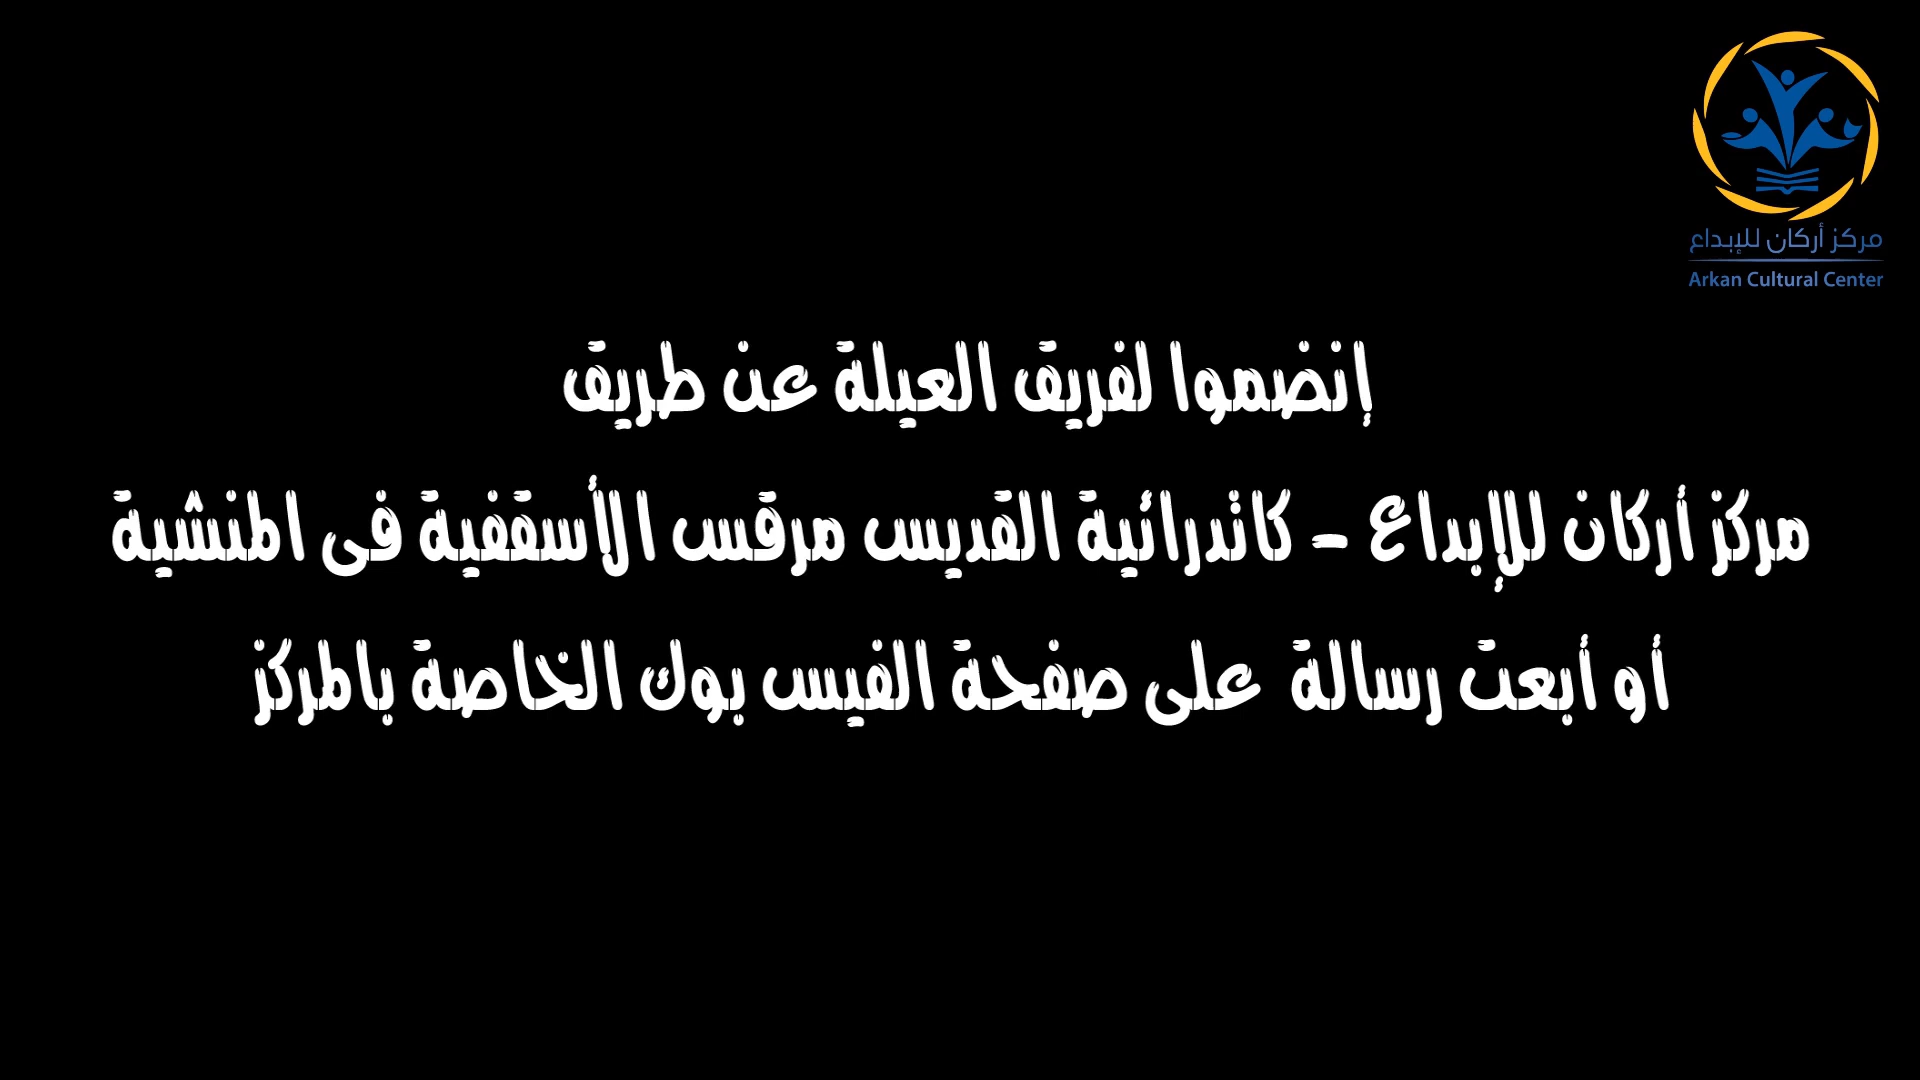 مركز أركان للإبداع
Arkan Cultural Center
إنضموا لفريق العيلة عن طريق
مركز أركان للإبداع - كاتدرائية القديس مرقس الأسقفية فى المنشية
أو أبعت رسالة على صفحة الفيس بوك الخاصة بالمركز